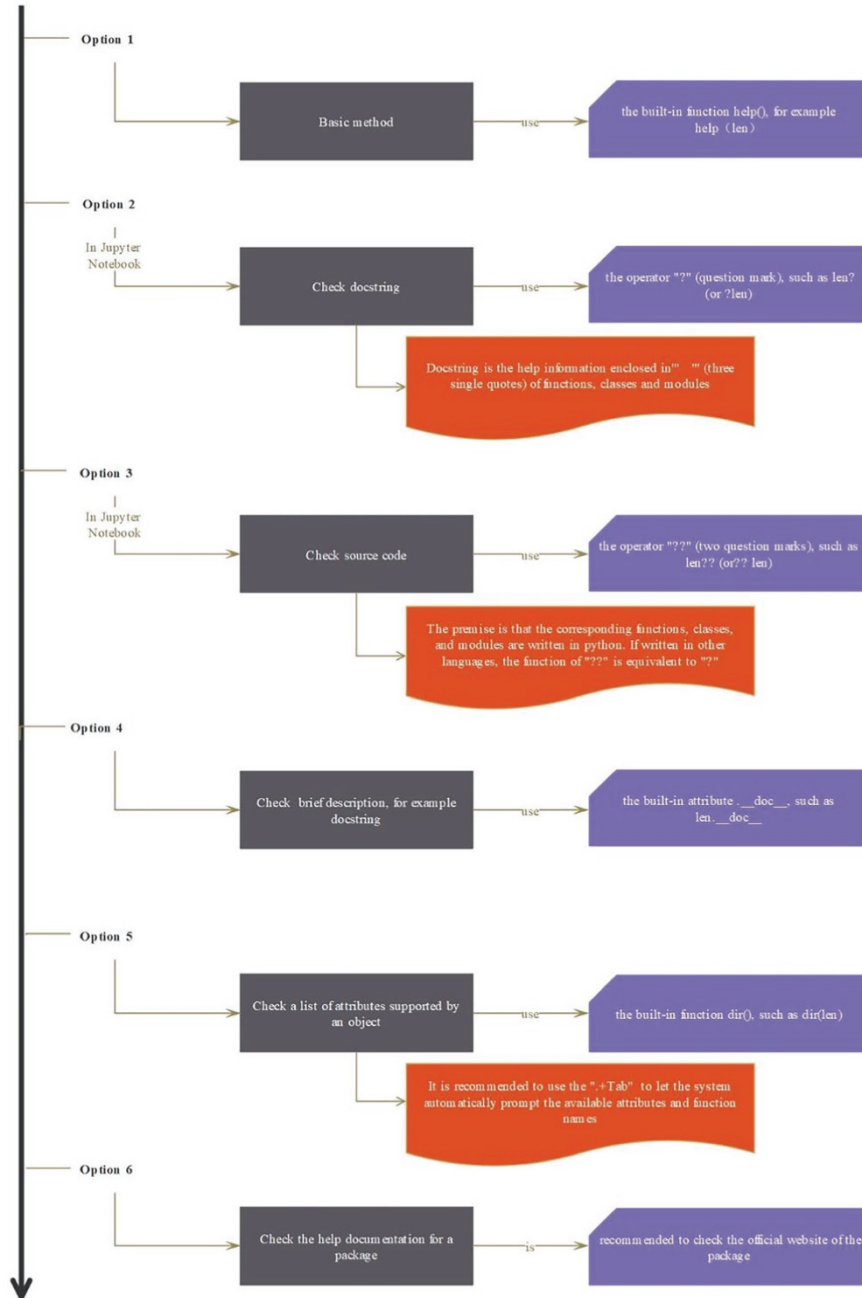 Option 1
Basic method
use
the built-in function help(), for example
help（len）
Option 2
In Jupyter
Notebook
Check docstring
use
the operator "?" (question mark), such as len?
(or ?len)
Docstring is the help information enclosed in''' ''' (three
single quotes) of functions, classes and modules
Option 3
In Jupyter
Notebook
Check source code
use
the operator "??" (two question marks), such as
len?? (or?? len)
The premise is that the corresponding functions, classes,
and modules are written in python. If written in other
languages, the function of "??" is equivalent to "?"
Option 4
Check brief description, for example
docstring
use
the built-in attribute .__doc__, such as
len.__doc__
Option 5
Check a list of attributes supported by
an object
use
the built-in function dir(), such as dir(len)
It is recommended to use the ".+Tab" to let the system
automatically prompt the available attributes and function
names
Option 6
Check the help documentation for a
package
is
recommended to check the official website of the
package